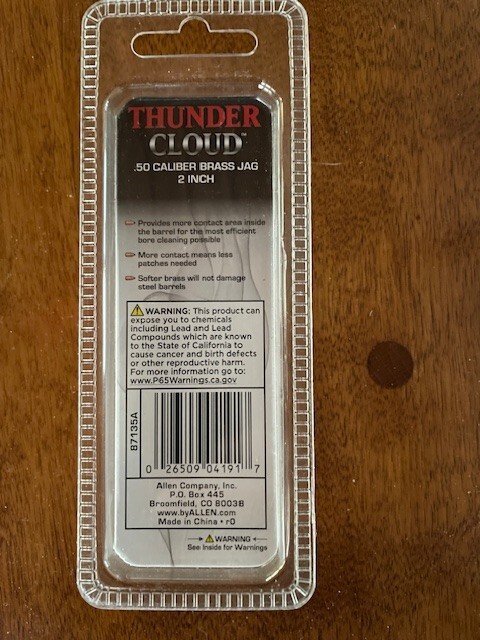 THUNDER
CLOUD™
.50 CALIBER BRASS JAG
2 INCH
Provides more contact area inside
the barrel for the most efficient
bore cleaning possible
More contact means less
patches needed
Softer brass will not damage
steel barrels
WARNING: This product can
expose you to chemicals
including Lead and Lead
Compounds which are known
to the State of California to
cause cancer and birth defects
or other reproductive harm.
For more information go to:
www.P65Warnings.ca.gov
87135A
0 26509 04191 7
Allen Company, Inc.
P.O. Box 445
Broomfield, CO 80038
www.byALLEN.com
Made in China • r0
WARNING
See Inside for Warnings